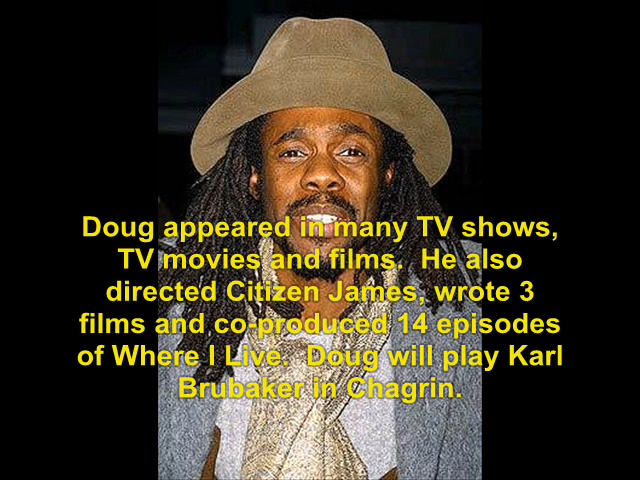 Doug appeared in many TV shows,
TV movies and films.  He also
directed Citizen James, wrote 3
films and co-produced 14 episodes
of Where I Live.  Doug will play Karl
Brubaker in Chagrin.